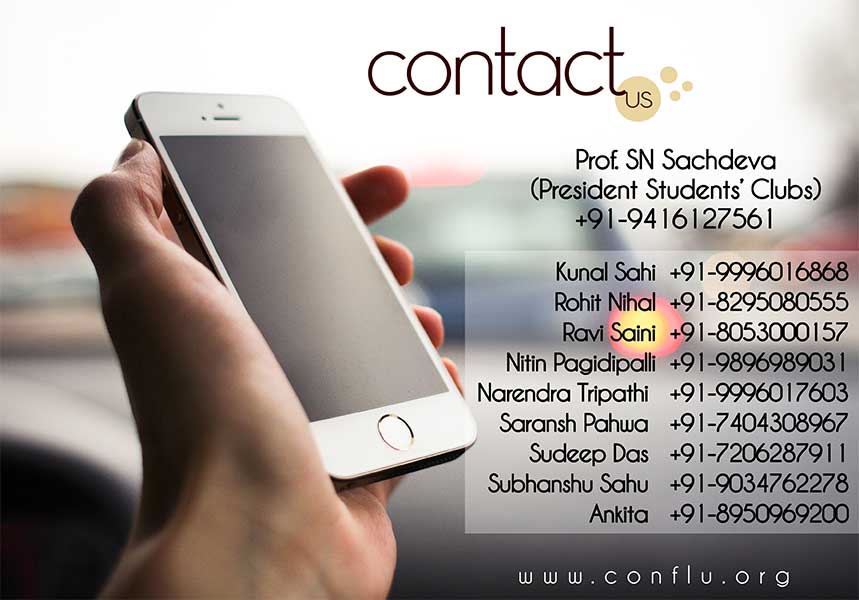 contact
us
Prof. SN Sachdeva
(President Students' Clubs)
+91-9416127561
Kunal Sahi +91-9996016868
Rohit Nihal +91-8295080555
Ravi Saini +91-8053000157
Nitin Pagidipalli +91-9896989031
Narendra Tripathi +91-9996017603
Saransh Pahwa +91-7404308967
Sudeep Das +91-7206287911
Subhanshu Sahu +91-9034762278
Ankita +91-8950969200
www.conflu.org